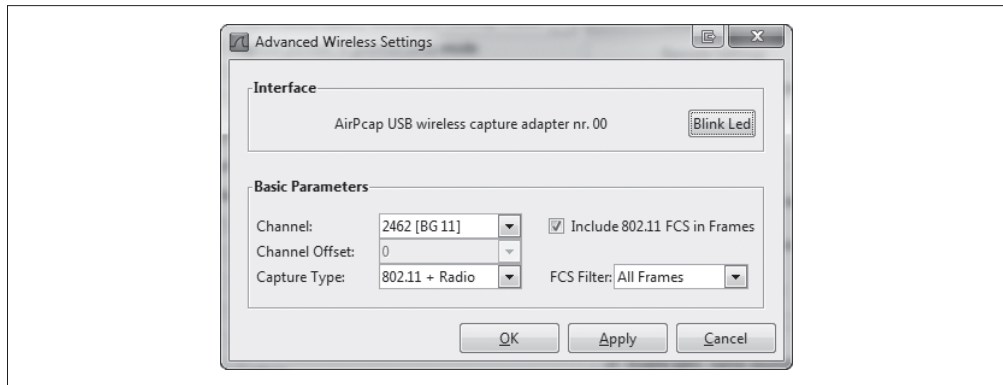 Advanced Wireless Settings
Interface
AirPcap USB wireless capture adapter nr. 00
Blink Led
Basic Parameters
Channel: 2462 [BG 11] Include 802.11 FCS in Frames
Channel Offset: 0
Capture Type: 802.11 + Radio FCS Filter: All Frames
OK Apply Cancel